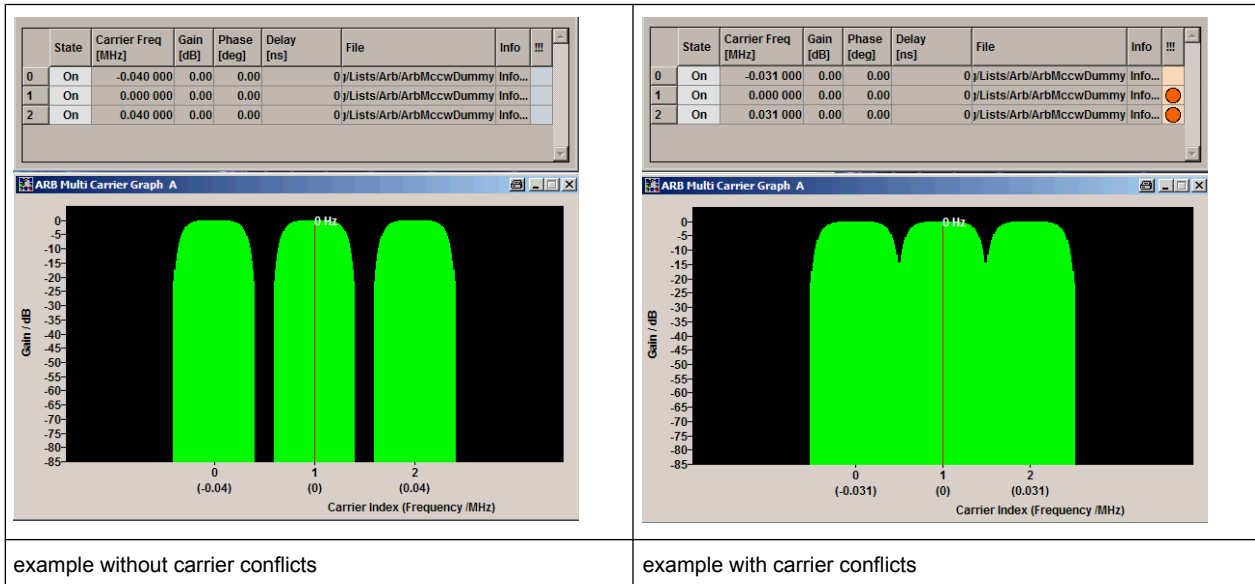 State Carrier Freq [MHz] Gain [dB] Phase [deg] Delay [ns] File Info !!!
0 On -0.040 000 0.00 0.00 0 g/Lists/Arb/ArbMccwDummy Info...
1 On 0.000 000 0.00 0.00 0 g/Lists/Arb/ArbMccwDummy Info...
2 On 0.040 000 0.00 0.00 0 g/Lists/Arb/ArbMccwDummy Info...
ARB Multi Carrier Graph A
0 Hz
Gain / dB
0
-5
-10
-15
-20
-25
-30
-35
-40
-45
-50
-55
-60
-65
-70
-75
-80
-85
0 1 2
(-0.04) (0) (0.04)
Carrier Index (Frequency /MHz)
example without carrier conflicts
State Carrier Freq [MHz] Gain [dB] Phase [deg] Delay [ns] File Info !!!
0 On -0.031 000 0.00 0.00 0 g/Lists/Arb/ArbMccwDummy Info...
1 On 0.000 000 0.00 0.00 0 g/Lists/Arb/ArbMccwDummy Info...
2 On 0.031 000 0.00 0.00 0 g/Lists/Arb/ArbMccwDummy Info...
ARB Multi Carrier Graph A
0 Hz
Gain / dB
0
-5
-10
-15
-20
-25
-30
-35
-40
-45
-50
-55
-60
-65
-70
-75
-80
-85
0 1 2
(-0.031) (0) (0.031)
Carrier Index (Frequency /MHz)
example with carrier conflicts